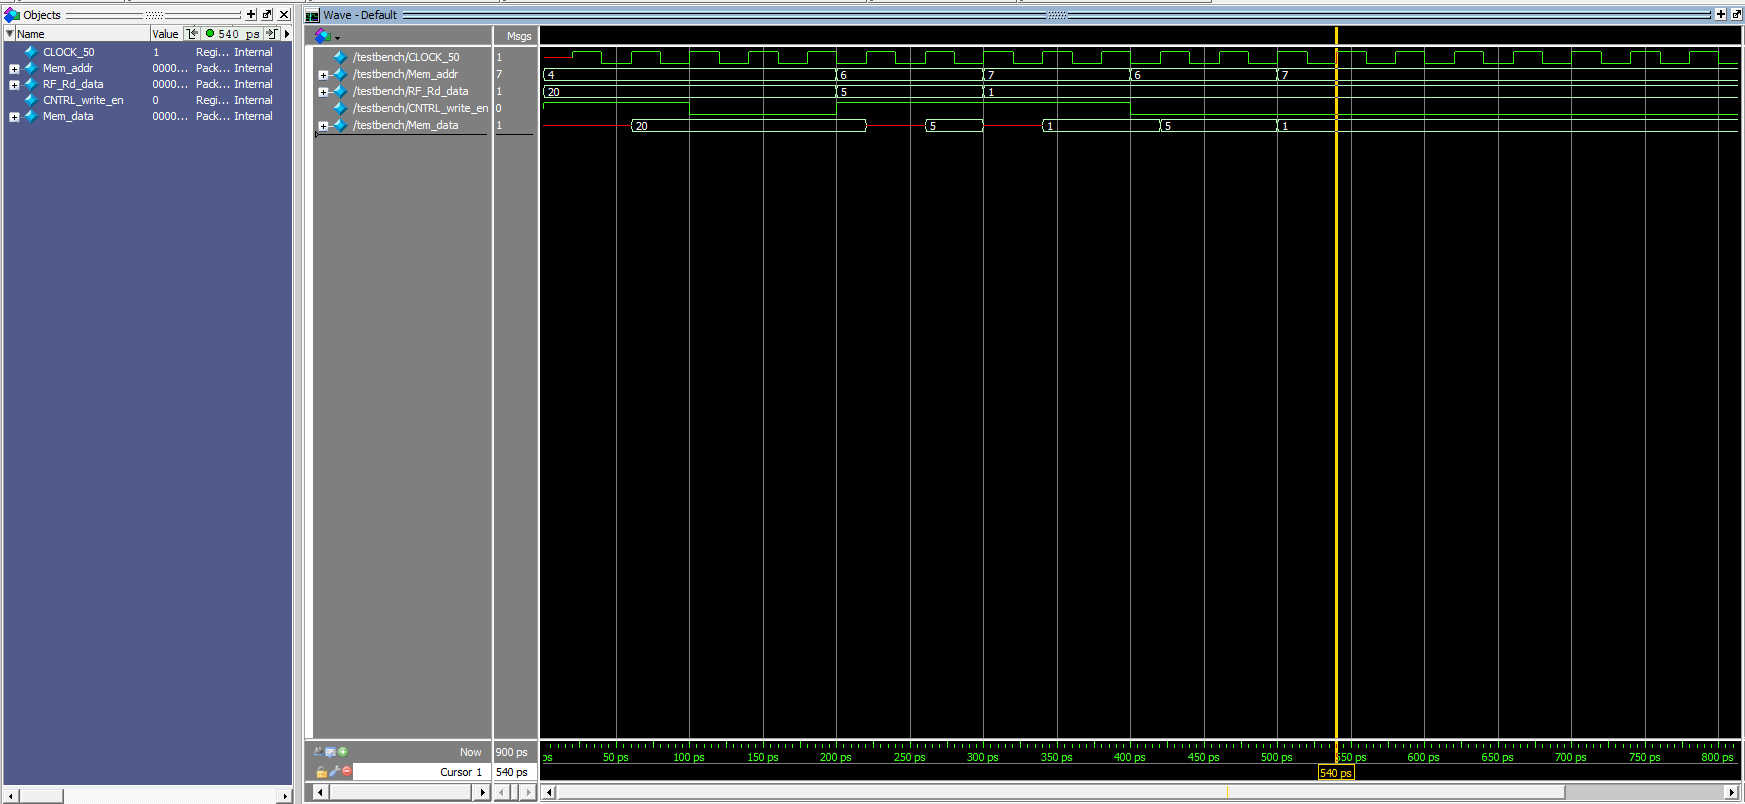 Objects
Name Value 540 ps
CLOCK_50 1 Regi... Internal
Mem_addr 0000... Pack... Internal
RF_Rd_data 0000... Pack... Internal
CNTRL_write_en 0 Regi... Internal
Mem_data 0000... Pack... Internal
Wave - Default
Msgs
/testbench/CLOCK_50 1
/testbench/Mem_addr 7 4 6 7 6 7
/testbench/RF_Rd_data 1 20 5 1
/testbench/CNTRL_write_en 0
/testbench/Mem_data 1 20 5 1 5 1
Now 900 ps ps 50 ps 100 ps 150 ps 200 ps 250 ps 300 ps 350 ps 400 ps 450 ps 500 ps 550 ps 600 ps 650 ps 700 ps 750 ps 800 ps
Cursor 1 540 ps 540 ps